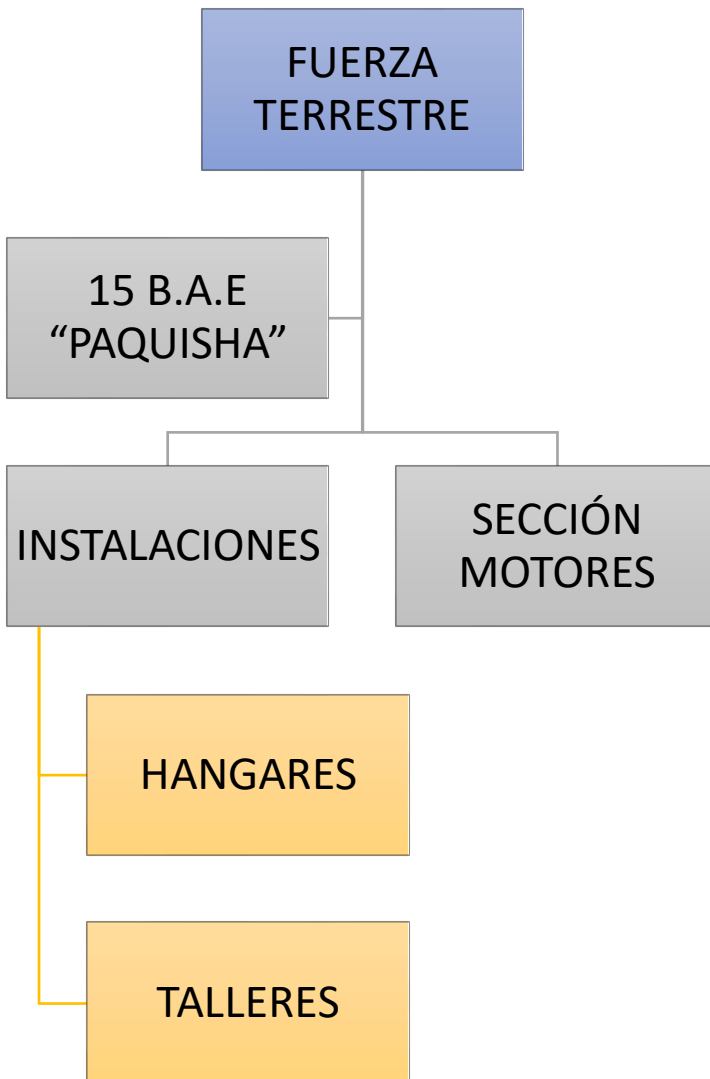 FUERZA
TERRESTRE
15 B.A.E
“PAQUISHA”
INSTALACIONES
SECCIÓN
MOTORES
HANGARES
TALLERES